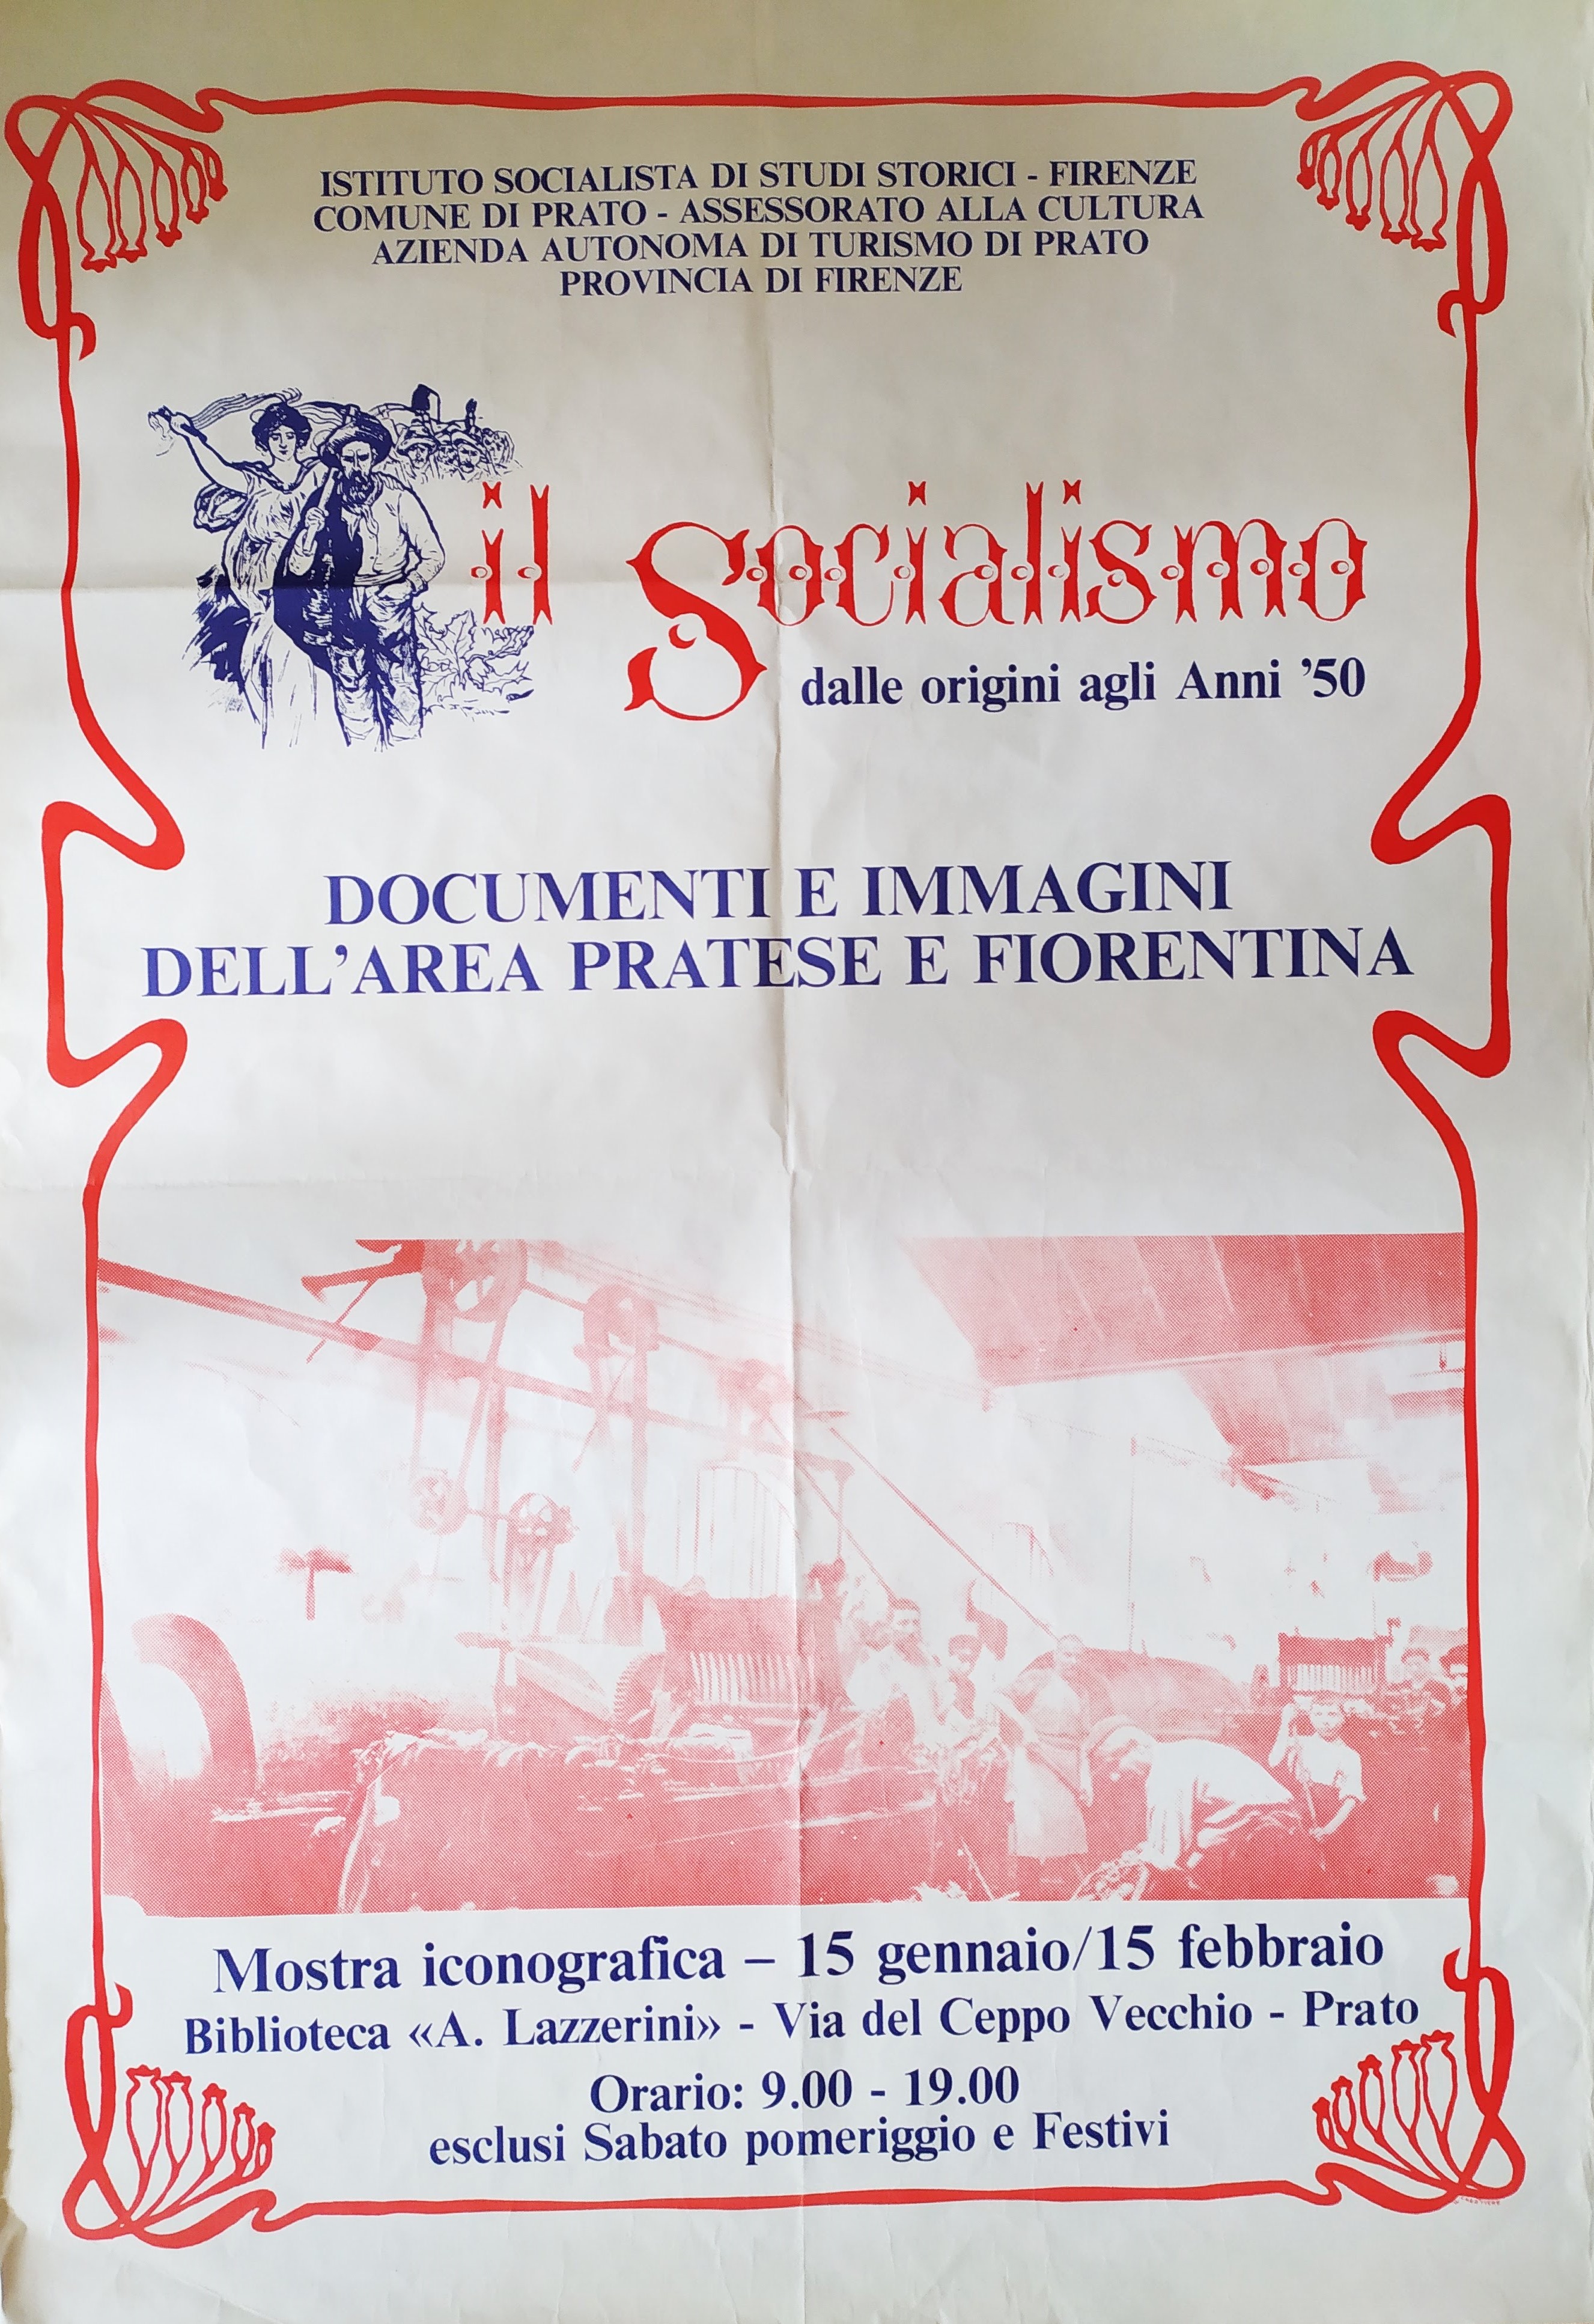 ISTITUTO SOCIALISTA DI STUDI STORICI - FIRENZE
COMUNE DI PRATO - ASSESSORATO ALLA CULTURA
AZIENDA AUTONOMA DI TURISMO DI PRATO
PROVINCIA DI FIRENZE
il Socialismo
dalle origini agli Anni '50
DOCUMENTI E IMMAGINI
DELL'AREA PRATESE E FIORENTINA
Mostra iconografica – 15 gennaio/15 febbraio
Biblioteca «A. Lazzerini» - Via del Ceppo Vecchio - Prato
Orario: 9.00 - 19.00
esclusi Sabato pomeriggio e Festivi